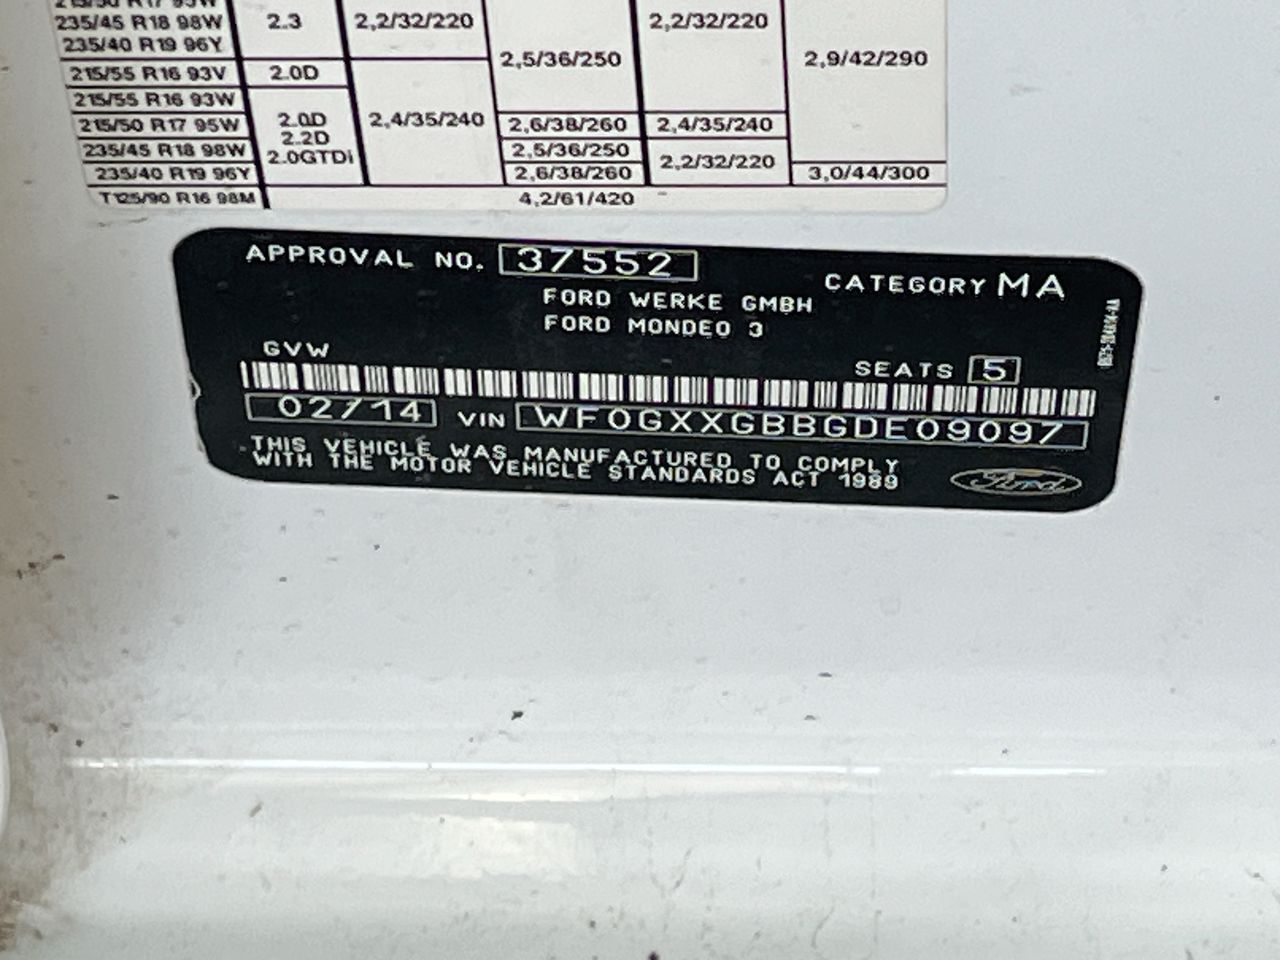 235/45 R18 98W 2.3 2,2/32/220 2,2/32/220
235/40 R19 96Y
2,5/36/250 2,9/42/290
215/55 R16 93V 2.0D
215/55 R16 93W
215/50 R17 95W 2.0D 2,4/35/240 2,6/38/260 2,4/35/240
2.2D
235/45 R18 98W 2.0GTDi 2,5/36/250 2,2/32/220
235/40 R19 96Y 2,6/38/260 3,0/44/300
T125/90 R16 98M 4,2/61/420
APPROVAL NO. 37552 CATEGORY MA
FORD WERKE GMBH
FORD MONDEO 3
GVW SEATS 5
02/14 VIN WF0GXXGBBGDE09097
THIS VEHICLE WAS MANUFACTURED TO COMPLY
WITH THE MOTOR VEHICLE STANDARDS ACT 1989
Ford